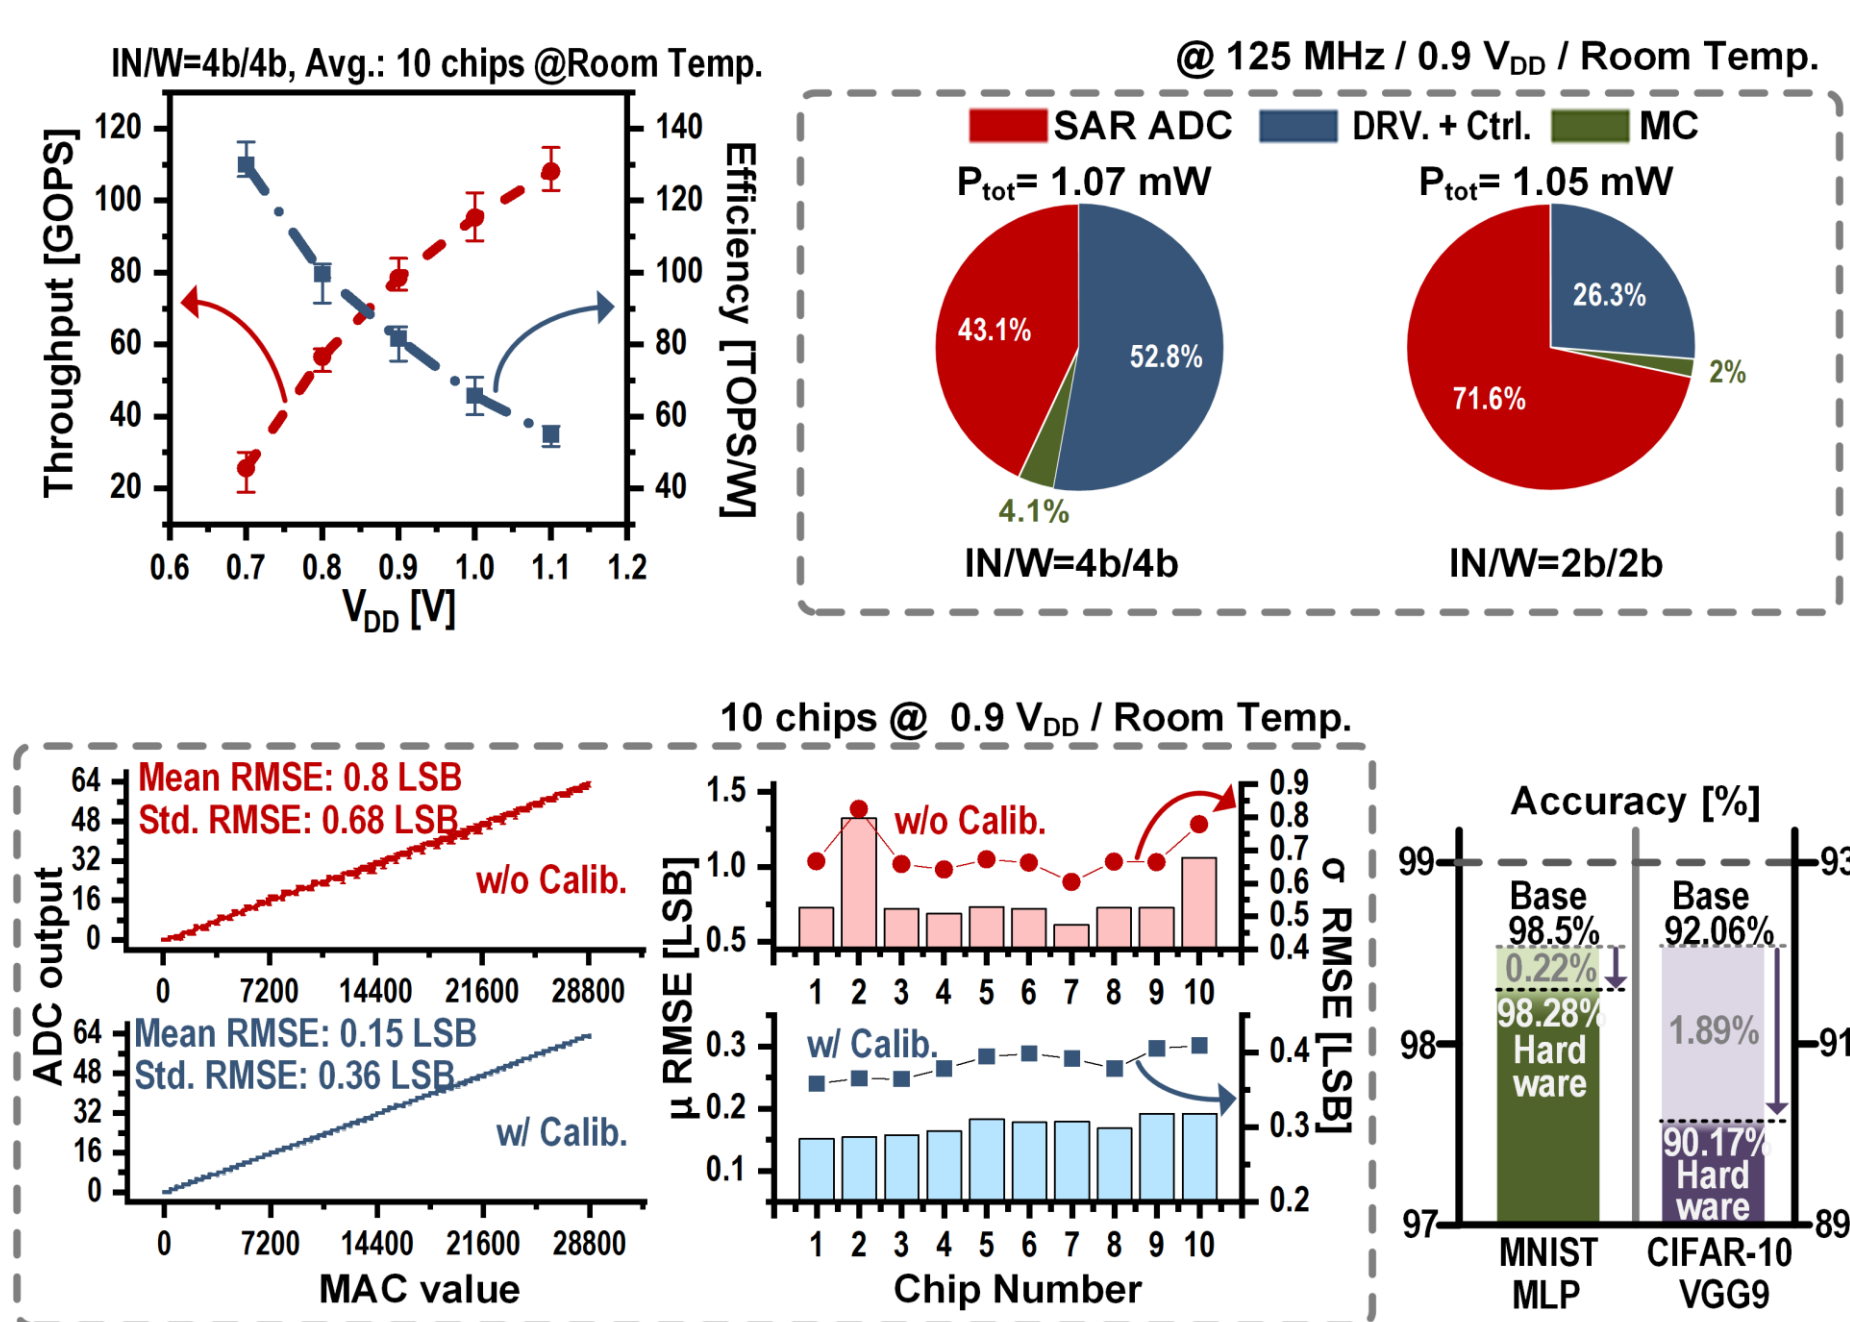 IN/W=4b/4b, Avg.: 10 chips @Room Temp.
Throughput [GOPS]
120
100
80
60
40
20
140
120
100
80
60
40
Efficiency [TOPS/W]
0.6 0.7 0.8 0.9 1.0 1.1 1.2
VDD [V]
@ 125 MHz / 0.9 VDD / Room Temp.
SAR ADC DRV. + Ctrl. MC
Ptot= 1.07 mW
43.1%
52.8%
4.1%
IN/W=4b/4b
Ptot= 1.05 mW
26.3%
2%
71.6%
IN/W=2b/2b
10 chips @ 0.9 VDD / Room Temp.
ADC output
64
48
32
16
0
Mean RMSE: 0.8 LSB
Std. RMSE: 0.68 LSB
w/o Calib.
0 7200 14400 21600 28800
64
48
32
16
0
Mean RMSE: 0.15 LSB
Std. RMSE: 0.36 LSB
w/ Calib.
0 7200 14400 21600 28800
MAC value
μ RMSE [LSB]
1.5
1.0
0.5
w/o Calib.
0.9
0.8
0.7
0.6
0.5
0.4
σ RMSE [LSB]
1 2 3 4 5 6 7 8 9 10
0.3
0.2
0.1
w/ Calib.
0.4
0.3
0.2
1 2 3 4 5 6 7 8 9 10
Chip Number
Accuracy [%]
99
98
97
93
91
89
Base
98.5%
0.22%
98.28%
Hard
ware
Base
92.06%
1.89%
90.17%
Hard
ware
MNIST
MLP
CIFAR-10
VGG9